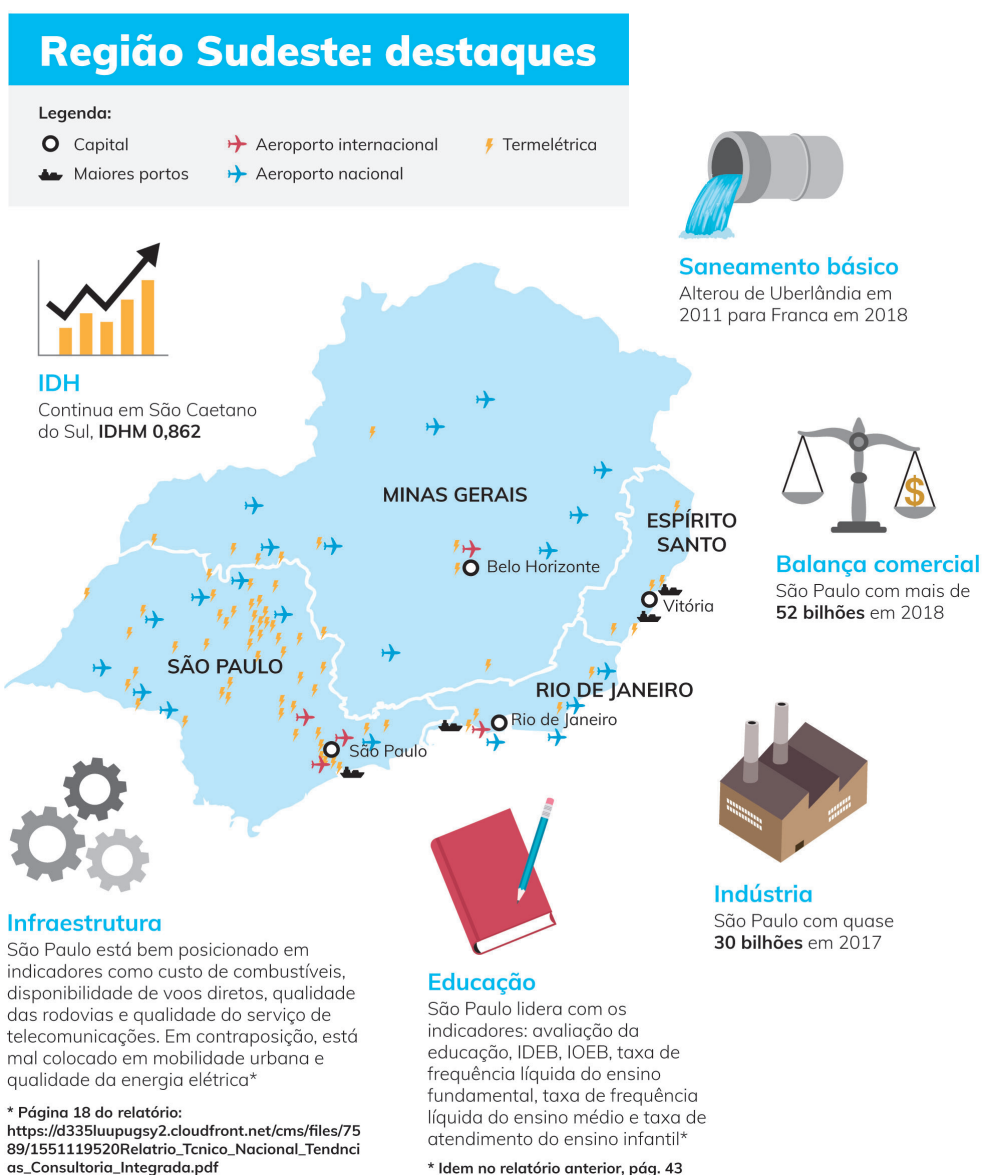 Região Sudeste: destaques
Legenda:
Capital
Aeroporto internacional
Termelétrica
Maiores portos
Aeroporto nacional
Saneamento básico
Alterou de Uberlândia em
2011 para Franca em 2018
IDH
Continua em São Caetano
do Sul, IDHM 0,862
MINAS GERAIS
ESPÍRITO
SANTO
Belo Horizonte
Vitória
SÃO PAULO
RIO DE JANEIRO
Rio de Janeiro
São Paulo
$
Balança comercial
São Paulo com mais de
52 bilhões em 2018
Indústria
São Paulo com quase
30 bilhões em 2017
Infraestrutura
São Paulo está bem posicionado em
indicadores como custo de combustíveis,
disponibilidade de voos diretos, qualidade
das rodovias e qualidade do serviço de
telecomunicações. Em contraposição, está
mal colocado em mobilidade urbana e
qualidade da energia elétrica*
* Página 18 do relatório:
https://d335luupugsy2.cloudfront.net/cms/files/75
89/1551119520Relatrio_Tcnico_Nacional_Tendnci
as_Consultoria_Integrada.pdf
Educação
São Paulo lidera com os
indicadores: avaliação da
educação, IDEB, IOEB, taxa de
frequência líquida do ensino
fundamental, taxa de frequência
líquida do ensino médio e taxa de
atendimento do ensino infantil*
* Idem no relatório anterior, pág. 43